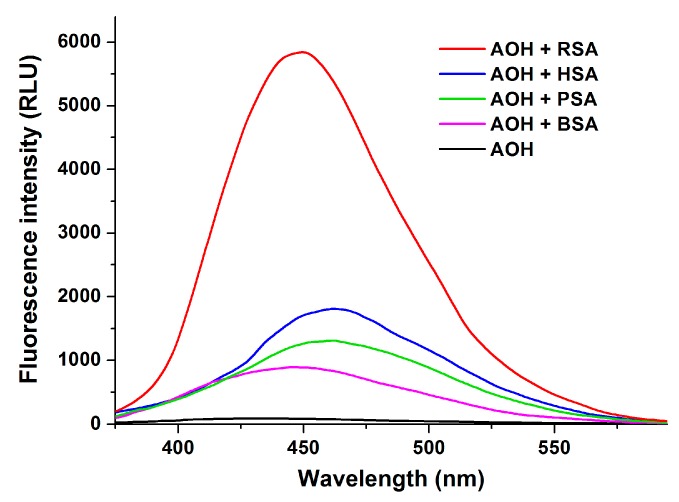 Fluorescence intensity (RLU)
6000
5000
4000
3000
2000
1000
0
AOH + RSA
AOH + HSA
AOH + PSA
AOH + BSA
AOH
400
450
500
550
Wavelength (nm)